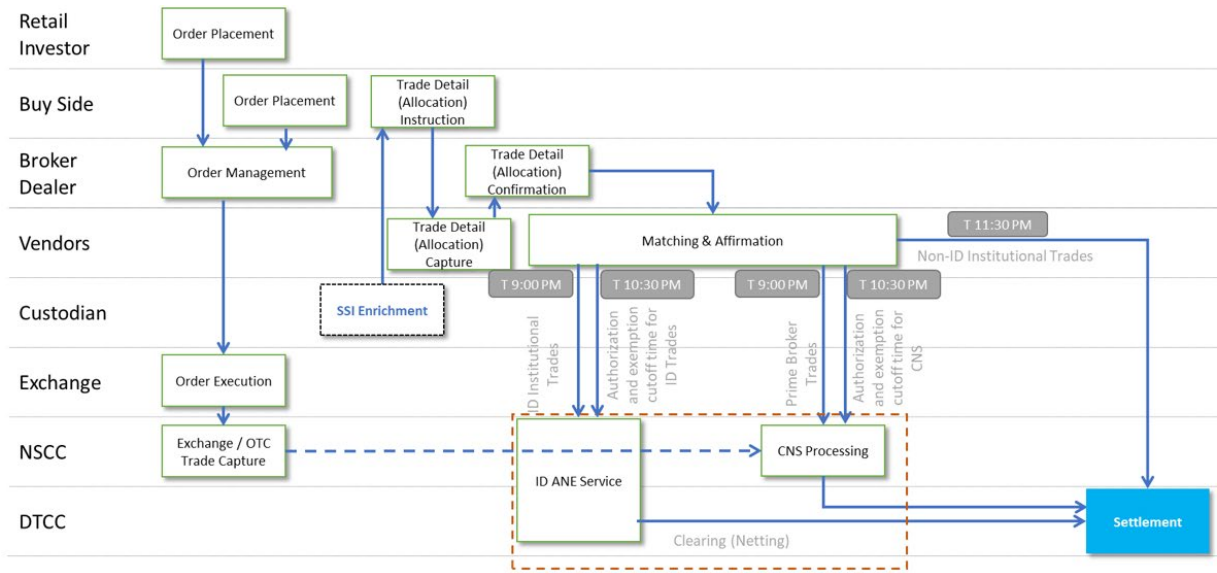 Retail
Investor
Order Placement
Buy Side
Order Placement
Trade Detail
(Allocation)
Instruction
Broker
Dealer
Order Management
Trade Detail
(Allocation)
Confirmation
Vendors
Trade Detail
(Allocation)
Capture
Matching & Affirmation
T 11:30 PM
Non-ID Institutional Trades
Custodian
SSI Enrichment
T 9:00 PM
T 10:30 PM
T 9:00 PM
T 10:30 PM
ID Institutional
Trades
Authorization
and exemption
cutoff time for
ID Trades
Prime Broker
Trades
Authorization
and exemption
cutoff time for
CNS
Exchange
Order Execution
NSCC
Exchange / OTC
Trade Capture
ID ANE Service
CNS Processing
DTCC
Clearing (Netting)
Settlement